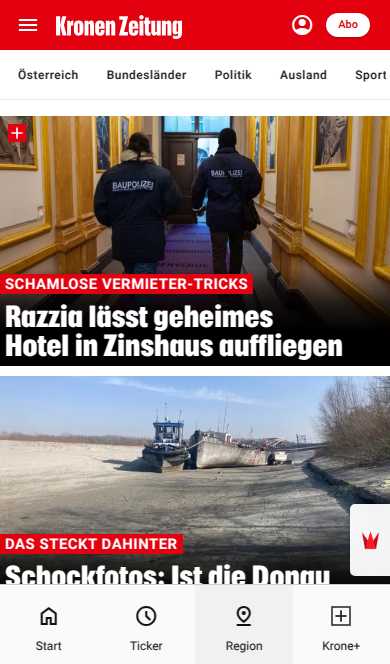 Kronen Zeitung
Abo
Österreich Bundesländer Politik Ausland Sport
BAUPOLIZEI
BAUPOLIZEI
SCHAMLOSE VERMIETER-TRICKS
Razzia lässt geheimes
Hotel in Zinshaus auffliegen
DAS STECKT DAHINTER
Schockfotos: Ist die Donau
Start Ticker Region Krone+